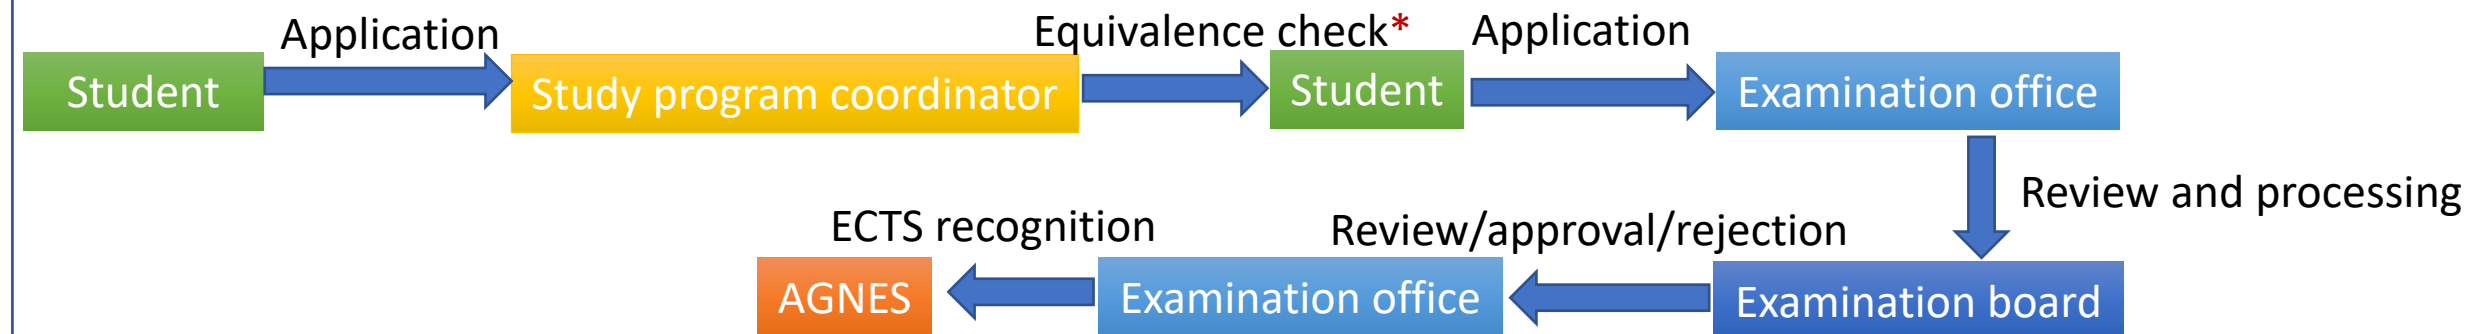 Application
Equivalence check*
Application
Student
Study program coordinator
Student
Examination office
Review and processing
ECTS recognition
Review/approval/rejection
AGNES
Examination office
Examination board